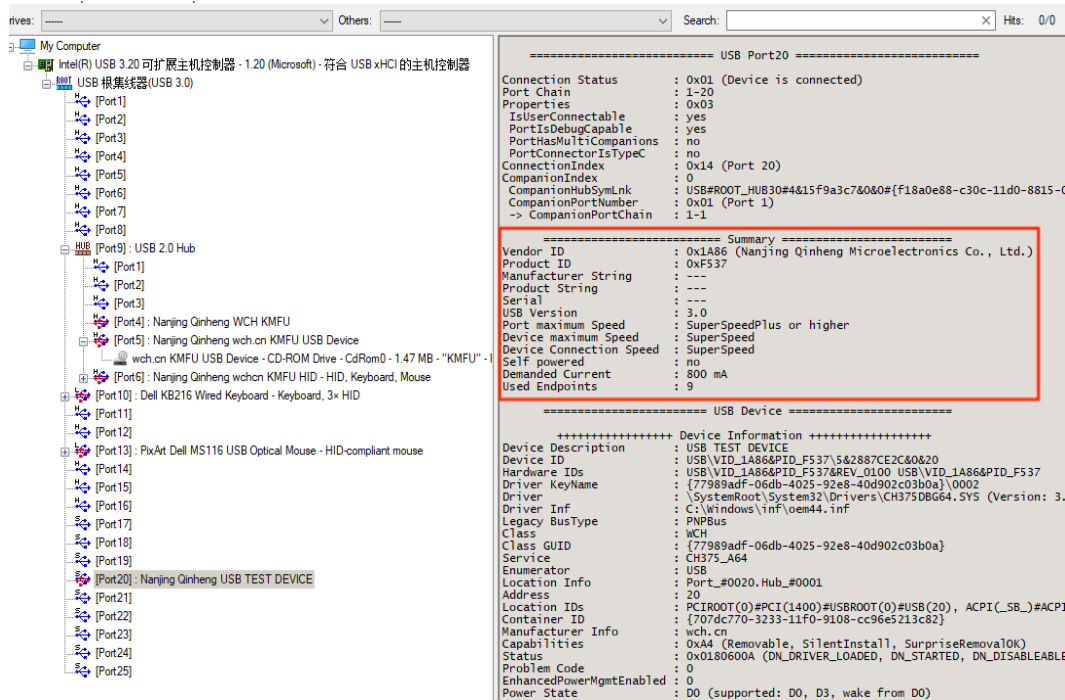 rives: ------ Others: ------ Search: Hits: 0/0
My Computer
Intel(R) USB 3.20 可扩展主机控制器 - 1.20 (Microsoft) - 符合 USB xHCI 的主机控制器
ROOT USB 根集线器(USB 3.0)
H [Port1]
H [Port2]
H [Port3]
H [Port4]
H [Port5]
H [Port6]
H [Port7]
H [Port8]
HUB [Port9] : USB 2.0 Hub
H [Port1]
H [Port2]
H [Port3]
H [Port4] : Nanjing Qinheng WCH KMFU
H [Port5] : Nanjing Qinheng wch.cn KMFU USB Device
wch.cn KMFU USB Device - CD-ROM Drive - CdRom0 - 1.47 MB - "KMFU" -
[Port6] : Nanjing Qinheng wchcn KMFU HID - HID, Keyboard, Mouse
[Port10] : Dell KB216 Wired Keyboard - Keyboard, 3× HID
H [Port11]
H [Port12]
[Port13] : PixArt Dell MS116 USB Optical Mouse - HID-compliant mouse
H [Port14]
H [Port15]
H [Port16]
S [Port17]
S [Port18]
S [Port19]
S [Port20] : Nanjing Qinheng USB TEST DEVICE
S [Port21]
S [Port22]
S [Port23]
S [Port24]
S [Port25]
========================== USB Port20 ==========================
Connection Status : 0x01 (Device is connected)
Port Chain : 1-20
Properties : 0x03
IsUserConnectable : yes
PortIsDebugCapable : yes
PortHasMultiCompanions : no
PortConnectorIsTypeC : no
ConnectionIndex : 0x14 (Port 20)
CompanionIndex : 0
CompanionHubSymLnk : USB#ROOT_HUB30#4&15f9a3c7&0&0#{f18a0e88-c30c-11d0-8815-0
CompanionPortNumber : 0x01 (Port 1)
-> CompanionPortChain : 1-1
========================== Summary =========================
Vendor ID : 0x1A86 (Nanjing Qinheng Microelectronics Co., Ltd.)
Product ID : 0xF537
Manufacturer String : ---
Product String : ---
Serial : ---
USB Version : 3.0
Port maximum Speed : SuperSpeedPlus or higher
Device maximum Speed : SuperSpeed
Device Connection Speed : SuperSpeed
Self powered : no
Demanded Current : 800 mA
Used Endpoints : 9
======================== USB Device ========================
+++++++++++++++++ Device Information ++++++++++++++++++
Device Description : USB TEST DEVICE
Device ID : USB\VID_1A86&PID_F537\5&2887CE2C&0&20
Hardware IDs : USB\VID_1A86&PID_F537&REV_0100 USB\VID_1A86&PID_F537
Driver KeyName : {77989adf-06db-4025-92e8-40d902c03b0a}\0002
Driver : \SystemRoot\System32\Drivers\CH375DBG64.SYS (Version: 3.
Driver Inf : C:\Windows\inf\oem44.inf
Legacy BusType : PNPBus
Class : WCH
Class GUID : {77989adf-06db-4025-92e8-40d902c03b0a}
Service : CH375_A64
Enumerator : USB
Location Info : Port_#0020.Hub_#0001
Address : 20
Location IDs : PCIROOT(0)#PCI(1400)#USBROOT(0)#USB(20), ACPI(_SB_)#ACPI
Container ID : {707dc770-3233-11f0-9108-cc96e5213c82}
Manufacturer Info : wch.cn
Capabilities : 0xA4 (Removable, SilentInstall, SurpriseRemovalOK)
Status : 0x0180600A (DN_DRIVER_LOADED, DN_STARTED, DN_DISABLEABLE
Problem Code : 0
EnhancedPowerMgmtEnabled : 0
Power State : D0 (supported: D0, D3, wake from D0)